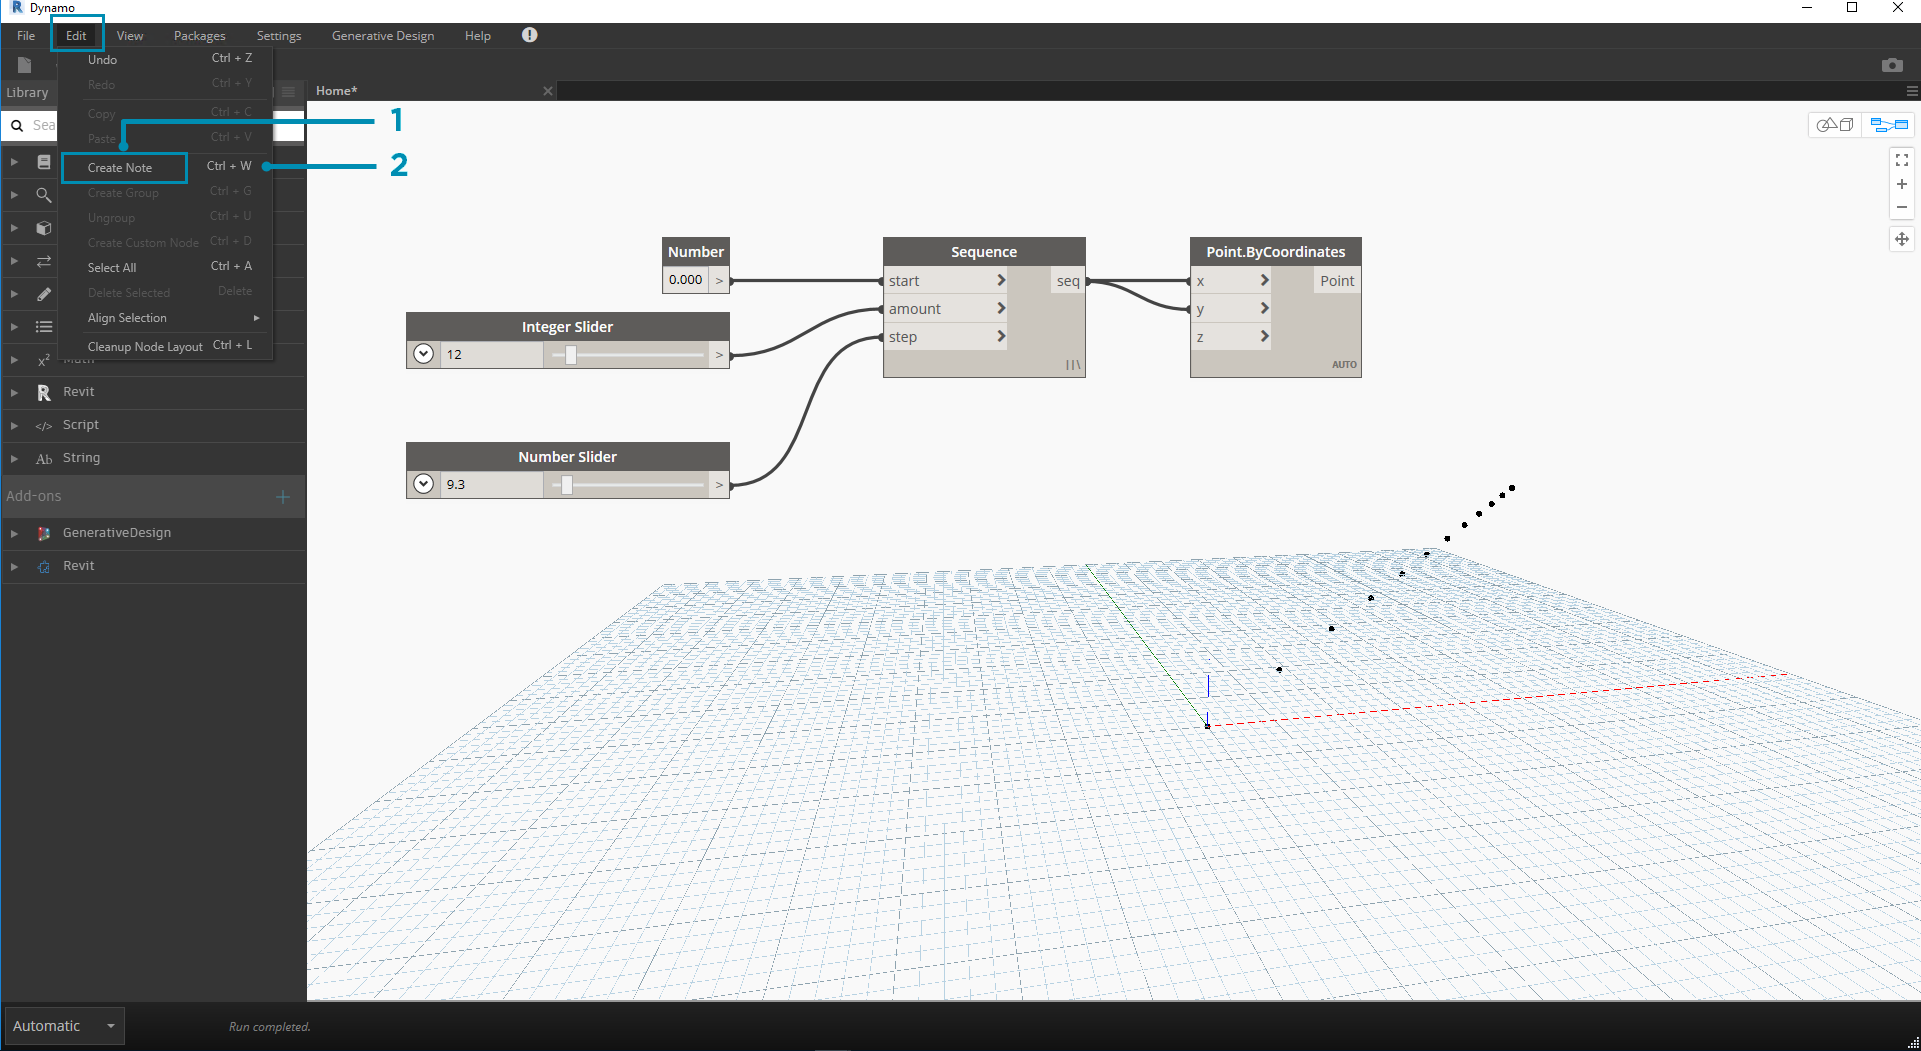 Dynamo
File Edit View Packages Settings Generative Design Help
Undo Ctrl + Z
Redo Ctrl + Y
Library
Home*
Copy Ctrl + C
Sea
1
Paste Ctrl + V
Create Note Ctrl + W
2
Create Group Ctrl + G
Ungroup Ctrl + U
Create Custom Node Ctrl + D
Select All Ctrl + A
Delete Selected Delete
Align Selection
Cleanup Node Layout Ctrl + L
Math
Revit
Script
Ab String
Add-ons
GenerativeDesign
Revit
Number
0.000 >
Integer Slider
12 >
Number Slider
9.3 >
Sequence
start > seq
amount >
step >
Point.ByCoordinates
x > Point
y >
z >
AUTO
Automatic
Run completed.